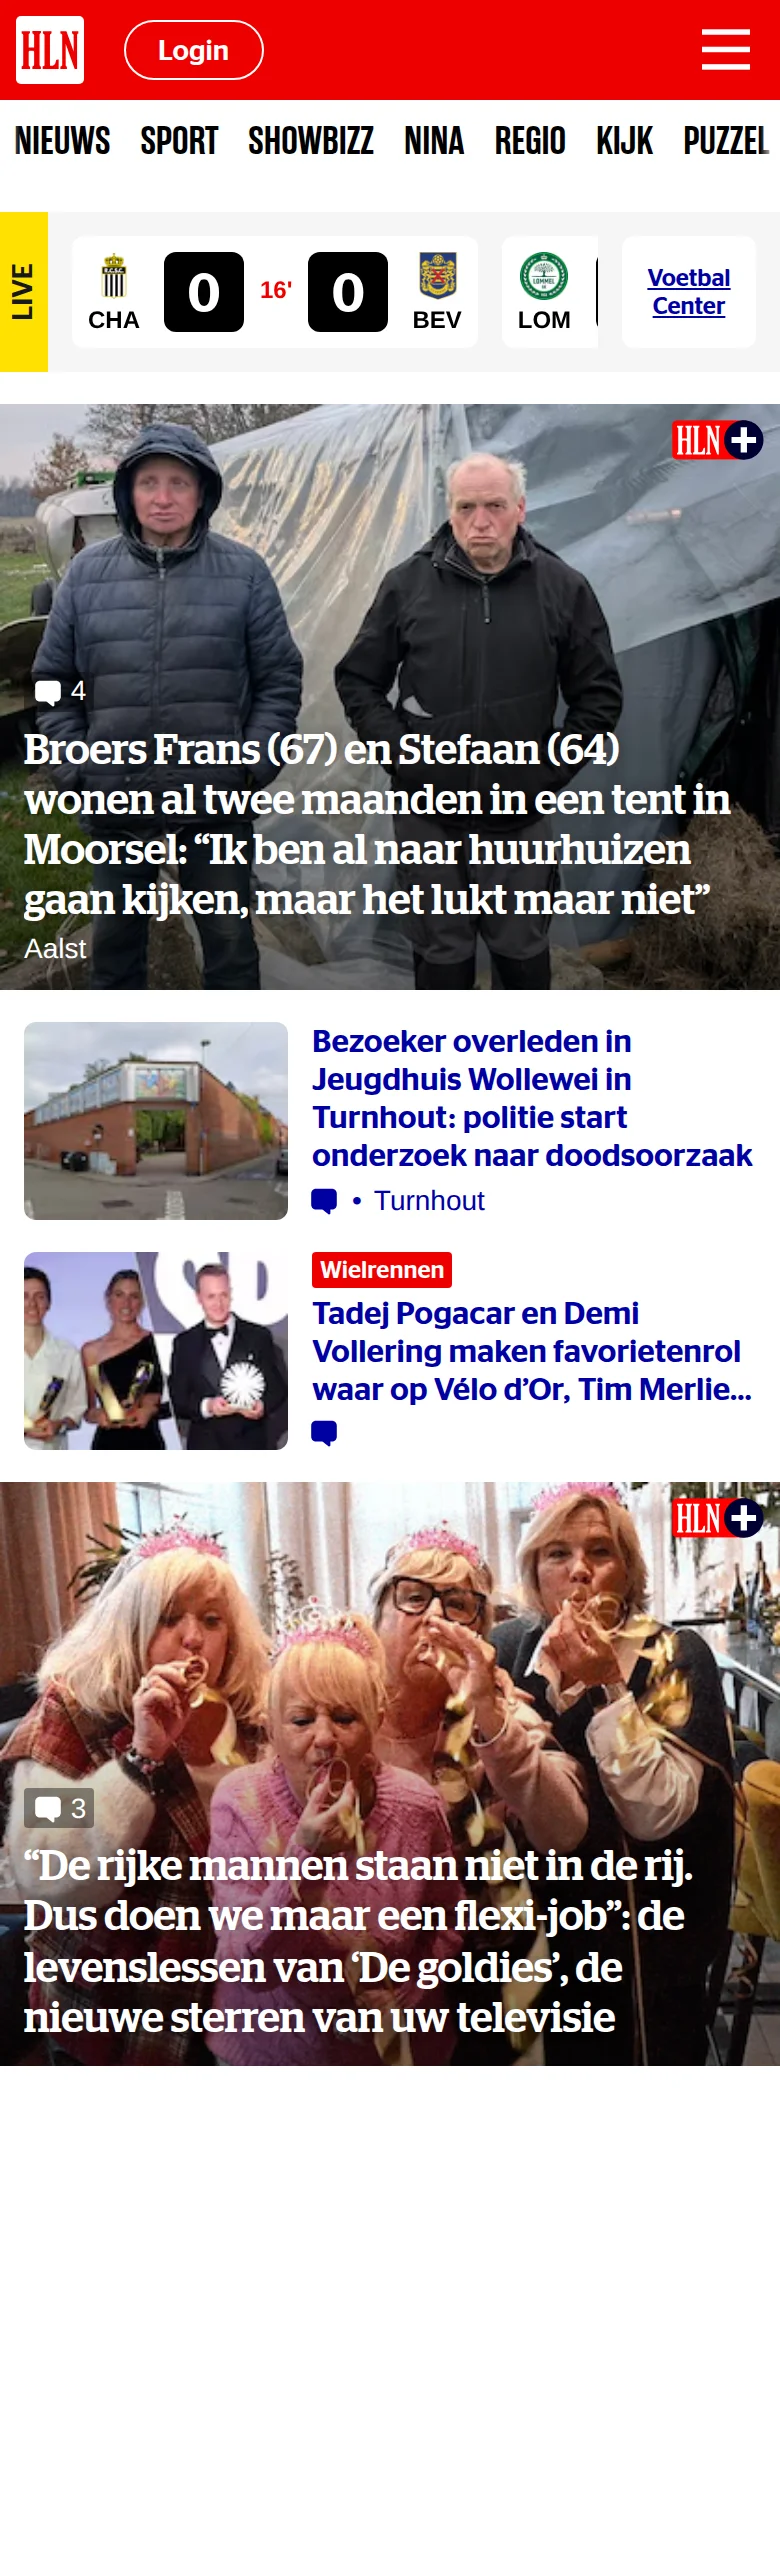 HLN
Login
NIEUWS SPORT SHOWBIZZ NINA REGIO KIJK PUZZEL
LIVE
CHA 0 16' 0 BEV
LOMMEL
LOM
Voetbal
Center
HLN+
4
Broers Frans (67) en Stefaan (64)
wonen al twee maanden in een tent in
Moorsel: “Ik ben al naar huurhuizen
gaan kijken, maar het lukt maar niet”
Aalst
Bezoeker overleden in
Jeugdhuis Wollewei in
Turnhout: politie start
onderzoek naar doodsoorzaak
• Turnhout
Wielrennen
Tadej Pogacar en Demi
Vollering maken favorietenrol
waar op Vélo d’Or, Tim Merlie...
HLN+
3
“De rijke mannen staan niet in de rij.
Dus doen we maar een flexi-job”: de
levenslessen van ‘De goldies’, de
nieuwe sterren van uw televisie